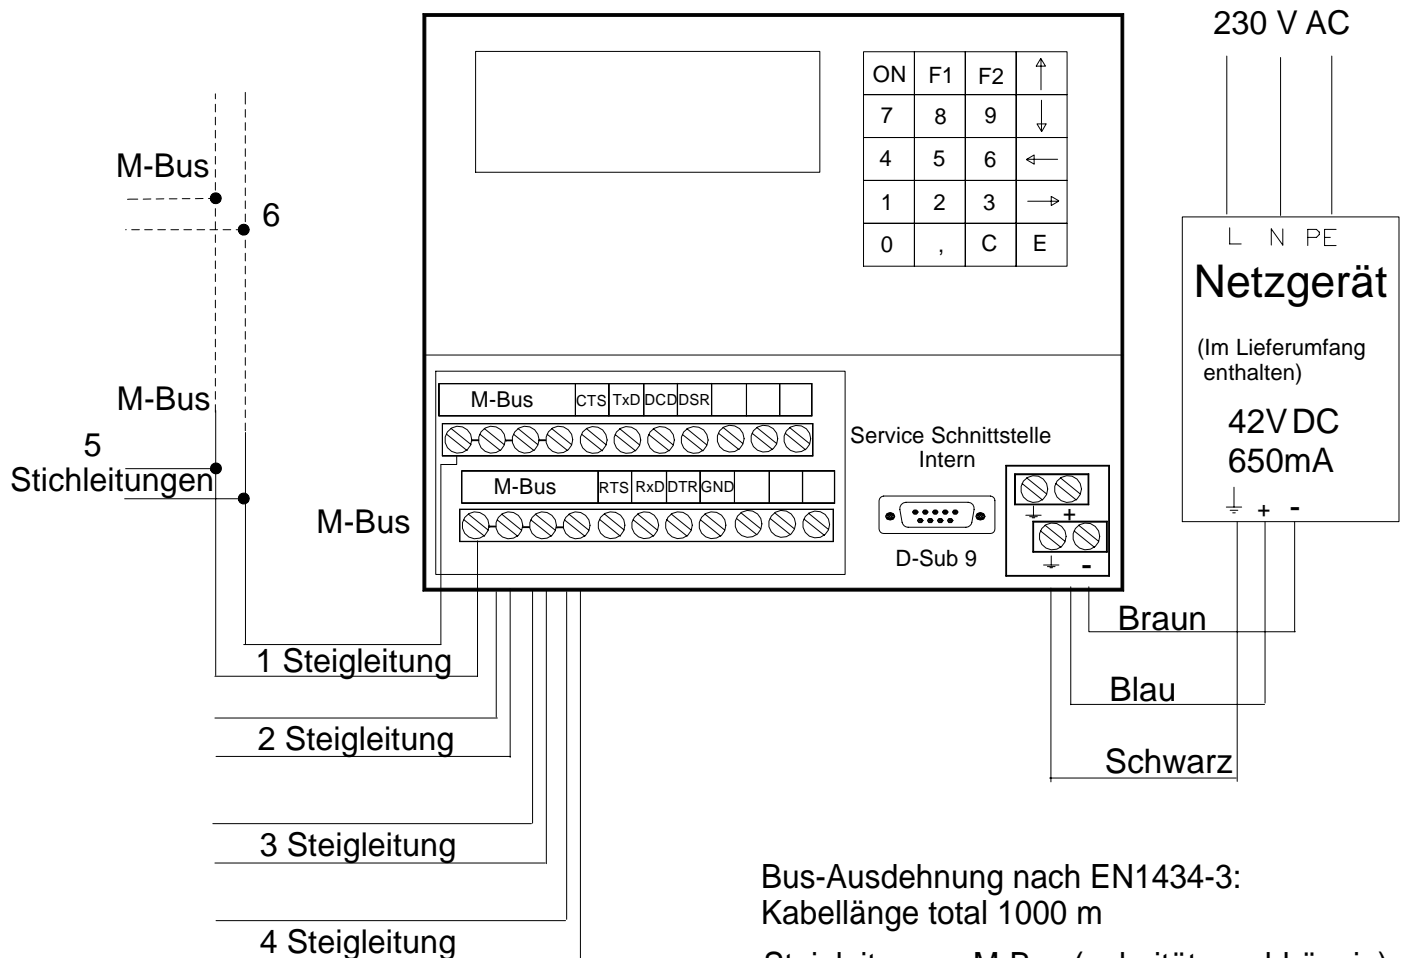 230 V AC
ON F1 F2
7 8 9
4 5 6
1 2 3
0 , C E
M-Bus
6
L N PE
Netzgerät
(Im Lieferumfang
enthalten)
42V DC
650mA
+ -
M-Bus
5
Stichleitungen
M-Bus CTS TxD DCD DSR
M-Bus RTS RxD DTR GND
M-Bus
Service Schnittstelle
Intern
D-Sub 9
+
-
Braun
Blau
Schwarz
1 Steigleitung
2 Steigleitung
3 Steigleitung
4 Steigleitung
Bus-Ausdehnung nach EN1434-3:
Kabellänge total 1000 m